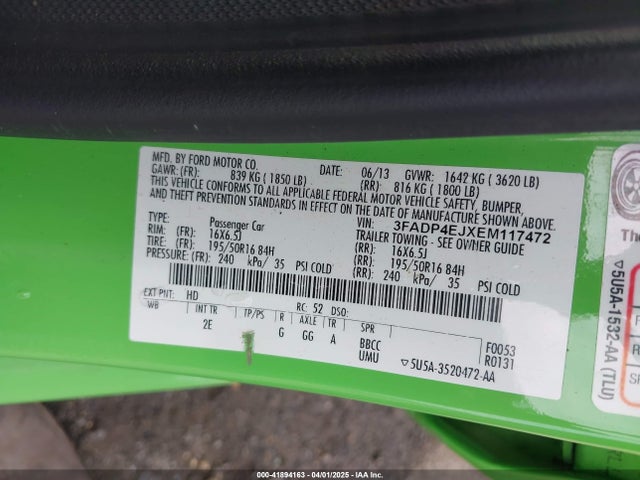 MFD. BY FORD MOTOR CO. DATE: 06/13 GVWR: 1642 KG ( 3620 LB)
GAWR: (FR): 839 KG ( 1850 LB) (RR): 816 KG ( 1800 LB)
THIS VEHICLE CONFORMS TO ALL APPLICABLE FEDERAL MOTOR VEHICLE SAFETY, BUMPER,
AND THEFT PREVENTION STANDARDS IN EFFECT ON THE DATE OF MANUFACTURE SHOWN ABOVE.
VIN: 3FADP4EJXEM117472
TYPE: Passenger Car TRAILER TOWING - SEE OWNER GUIDE
RIM: (FR): 16X6.5J (RR): 16X6.5J
TIRE: (FR): 195/50R16 84H (RR): 195/50R16 84H
PRESSURE: (FR): 240 kPa/ 35 PSI COLD (RR): 240 kPa/ 35 PSI COLD
EXT PNT: HD RC: 52 DSO:
WB INT TR TP/PS R AXLE TR SPR
2E G GG A BBCC F0053
UMU R0131
▽5U5A-3520472-AA
▽5U5A-1532-AA (TLU)
000-41894163 | 04/01/2025 | IAA, Inc.